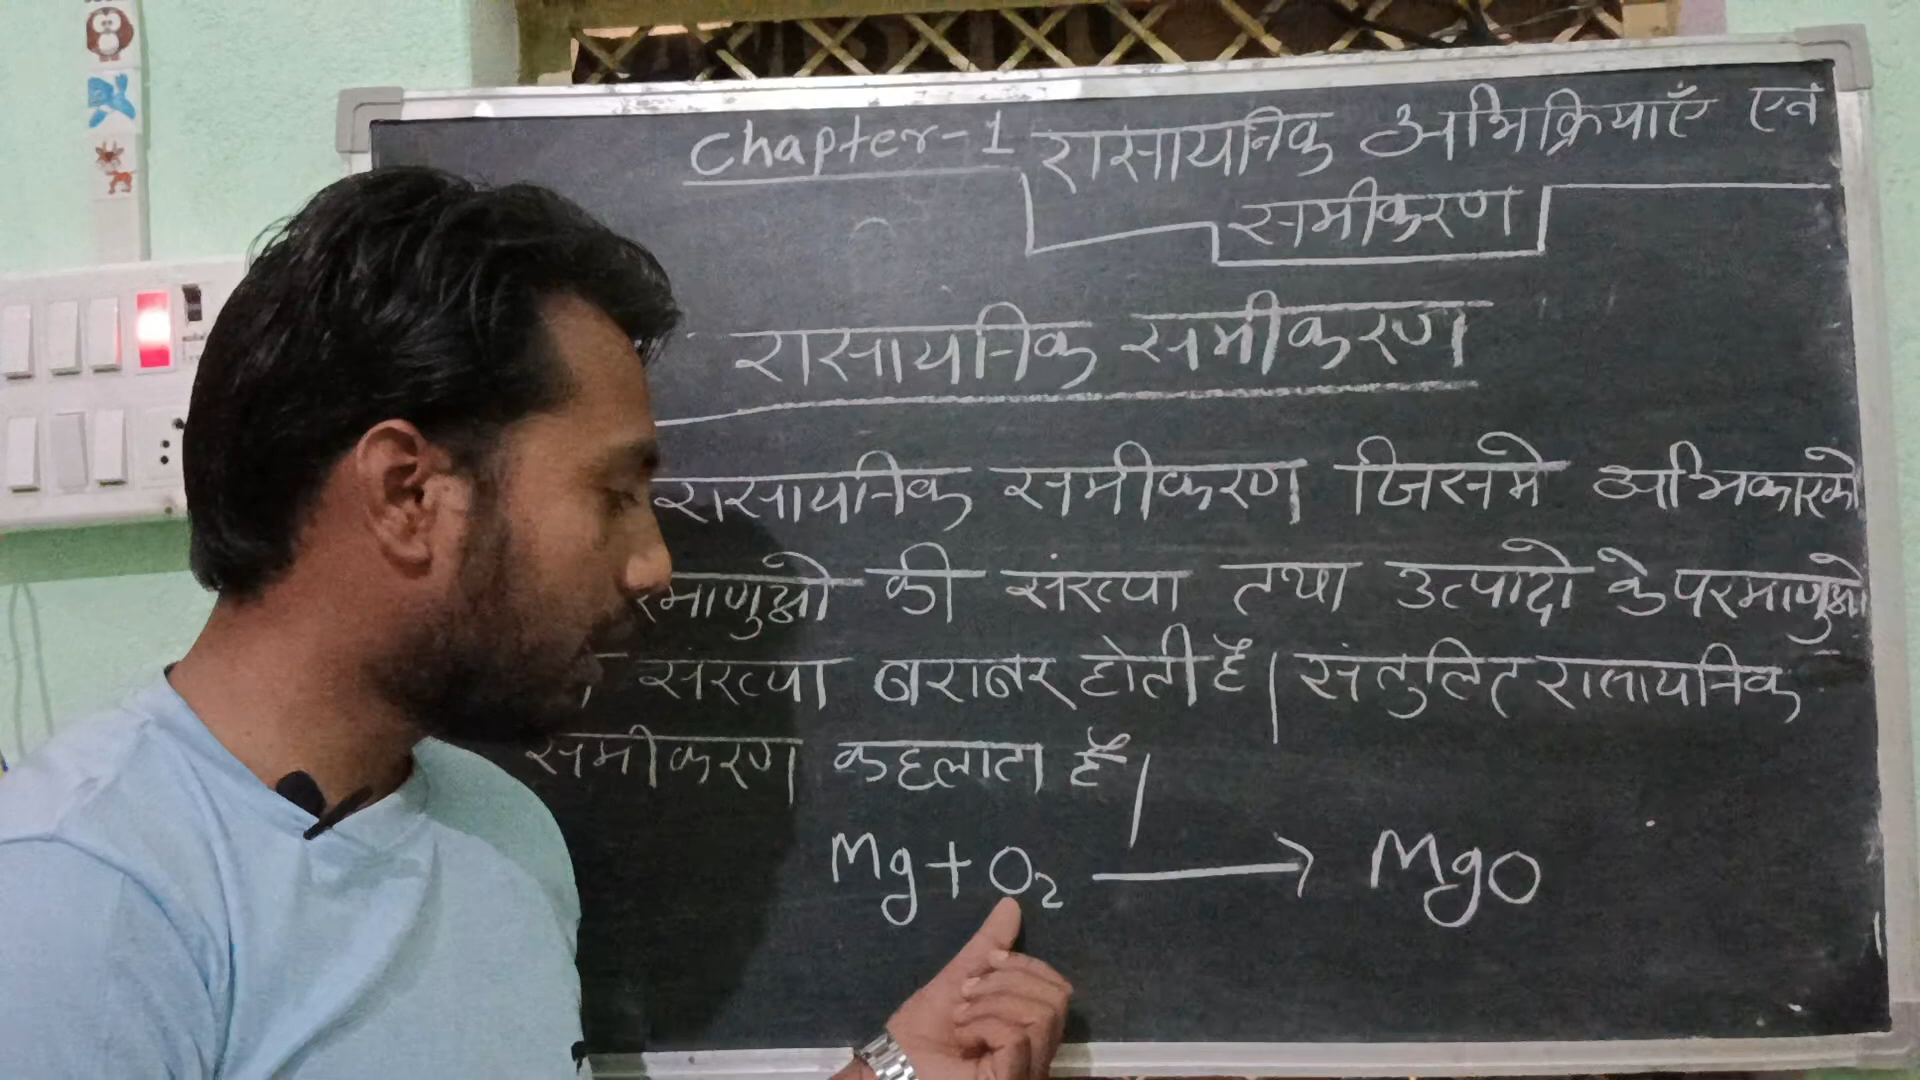 Chapter-1 रासायनिक अभिक्रियाएँ एवं
समीकरण
रासायनिक समीकरण
रासायनिक समीकरण जिसमे अभिकारको
की संख्या तथा उत्पादो के परमाणुओ
संख्या बराबर होती है| संतुलित रासायनिक
समीकरण कहलाता है|
Mg+O₂ ⟶ MgO